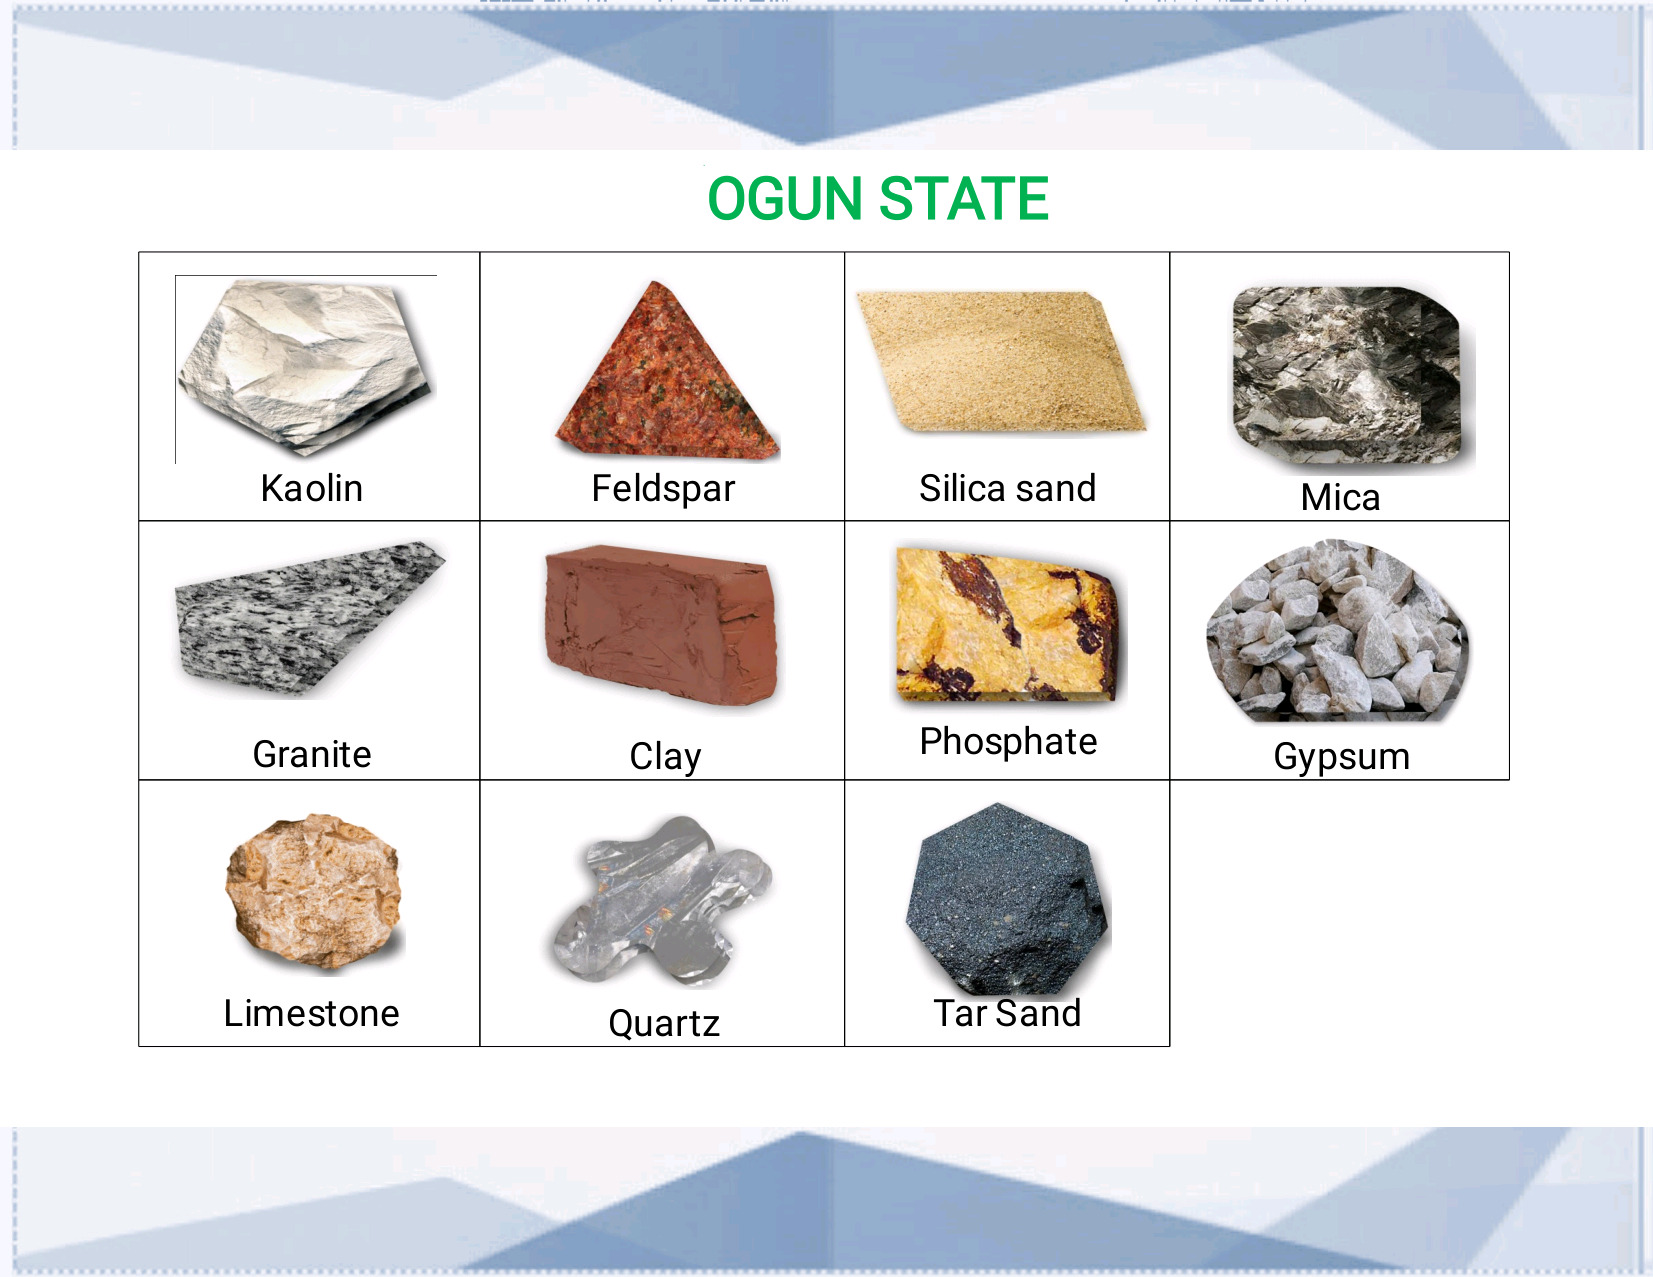 OGUN STATE
Kaolin
Feldspar
Silica sand
Mica
Granite
Clay
Phosphate
Gypsum
Limestone
Quartz
Tar Sand